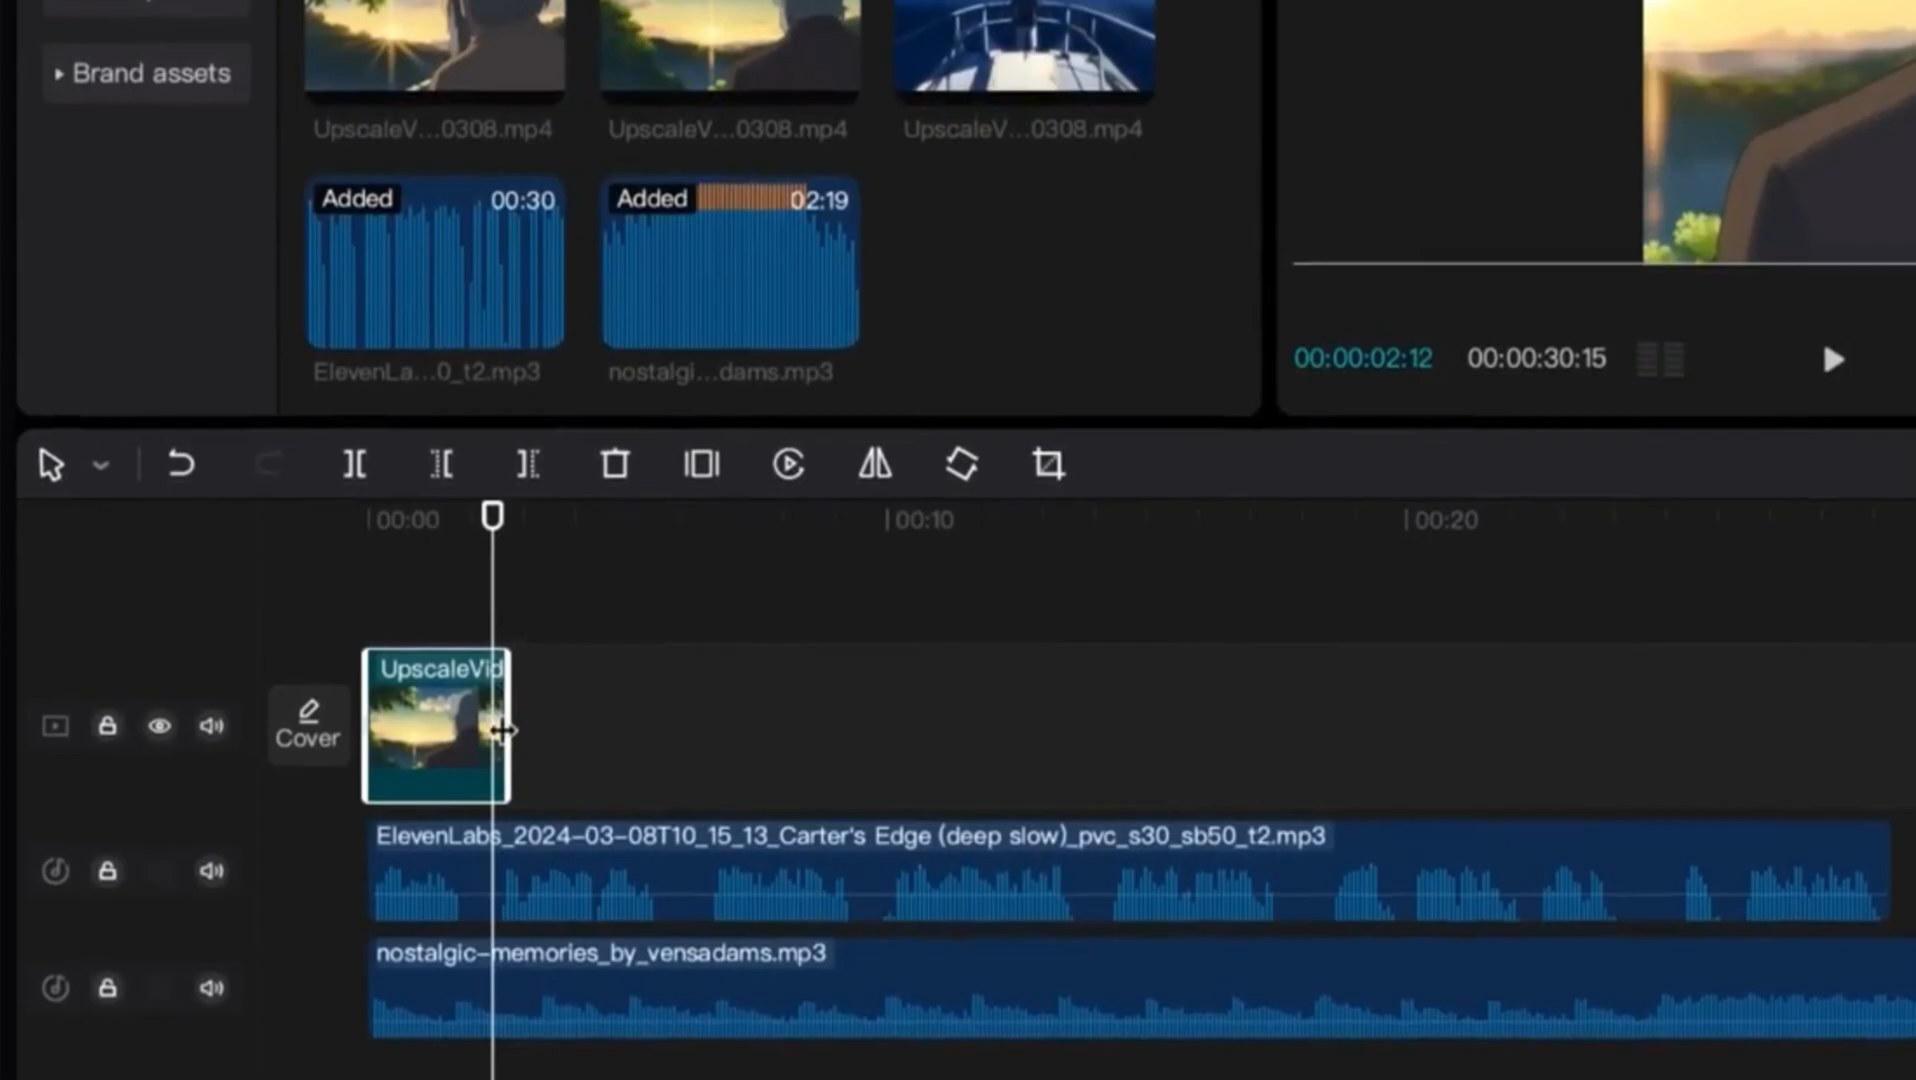 Brand assets
UpscaleV...0308.mp4
UpscaleV...0308.mp4
UpscaleV...0308.mp4
Added
00:30
Added
02:19
ElevenLa...0_t2.mp3
nostalgi...dams.mp3
00:00:02:12
00:00:30:15
00:00
00:10
00:20
UpscaleVid
Cover
ElevenLabs_2024-03-08T10_15_13_Carter's Edge (deep slow)_pvc_s30_sb50_t2.mp3
nostalgic-memories_by_vensadams.mp3